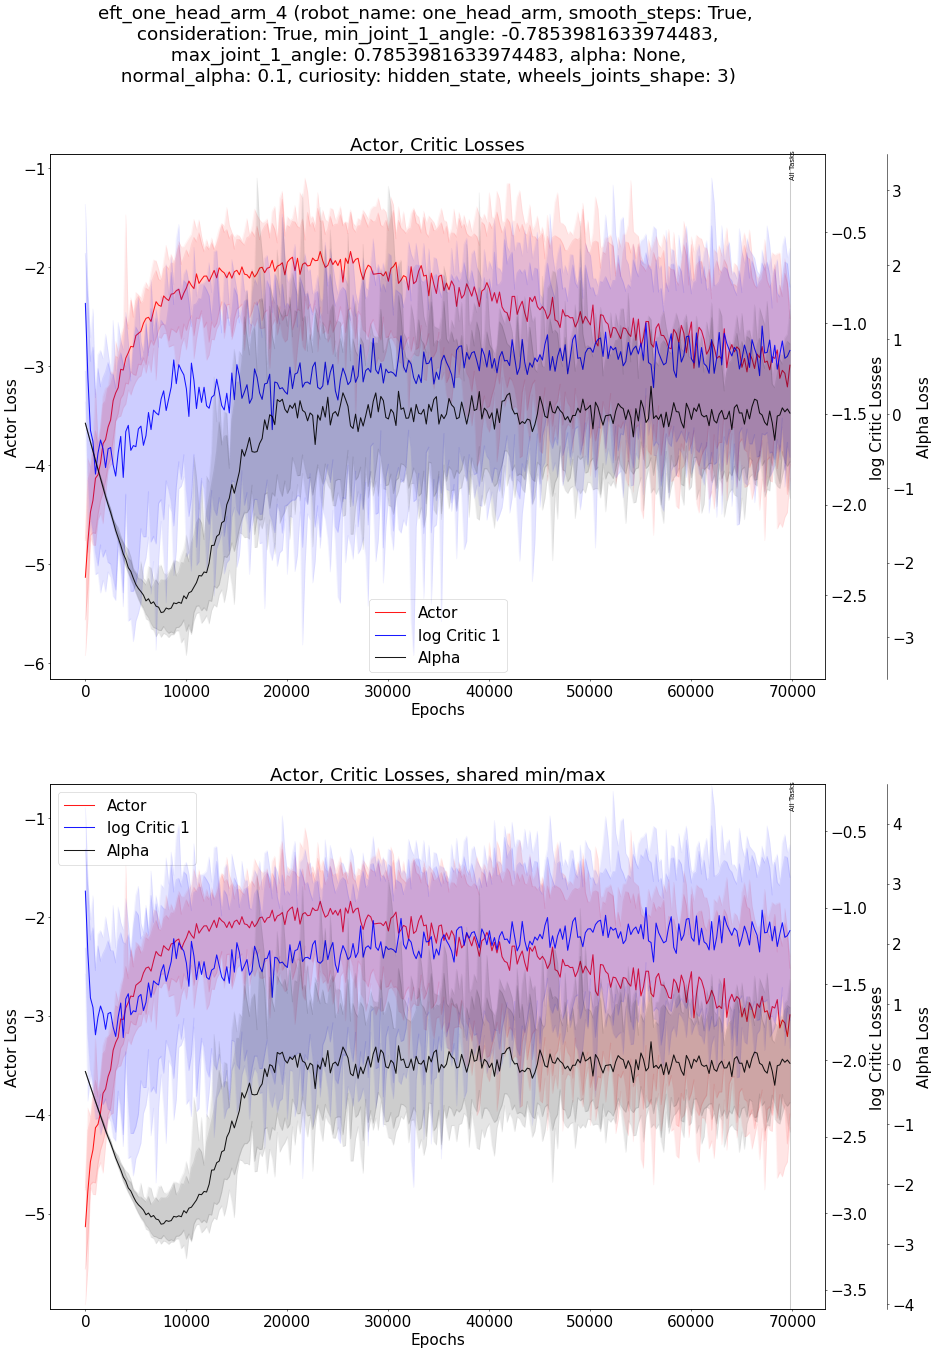 eft_one_head_arm_4 (robot_name: one_head_arm, smooth_steps: True,
consideration: True, min_joint_1_angle: -0.7853981633974483,
max_joint_1_angle: 0.7853981633974483, alpha: None,
normal_alpha: 0.1, curiosity: hidden_state, wheels_joints_shape: 3)
Actor, Critic Losses
All Tasks
−1
−2
−3
−4
−5
−6
Actor Loss
−0.5
−1.0
−1.5
−2.0
−2.5
log Critic Losses
3
2
1
0
−1
−2
−3
Alpha Loss
Actor
log Critic 1
Alpha
0 10000 20000 30000 40000 50000 60000 70000
Epochs
Actor, Critic Losses, shared min/max
All Tasks
Actor
log Critic 1
Alpha
−1
−2
−3
−4
−5
Actor Loss
−0.5
−1.0
−1.5
−2.0
−2.5
−3.0
−3.5
log Critic Losses
4
3
2
1
0
−1
−2
−3
−4
Alpha Loss
0 10000 20000 30000 40000 50000 60000 70000
Epochs